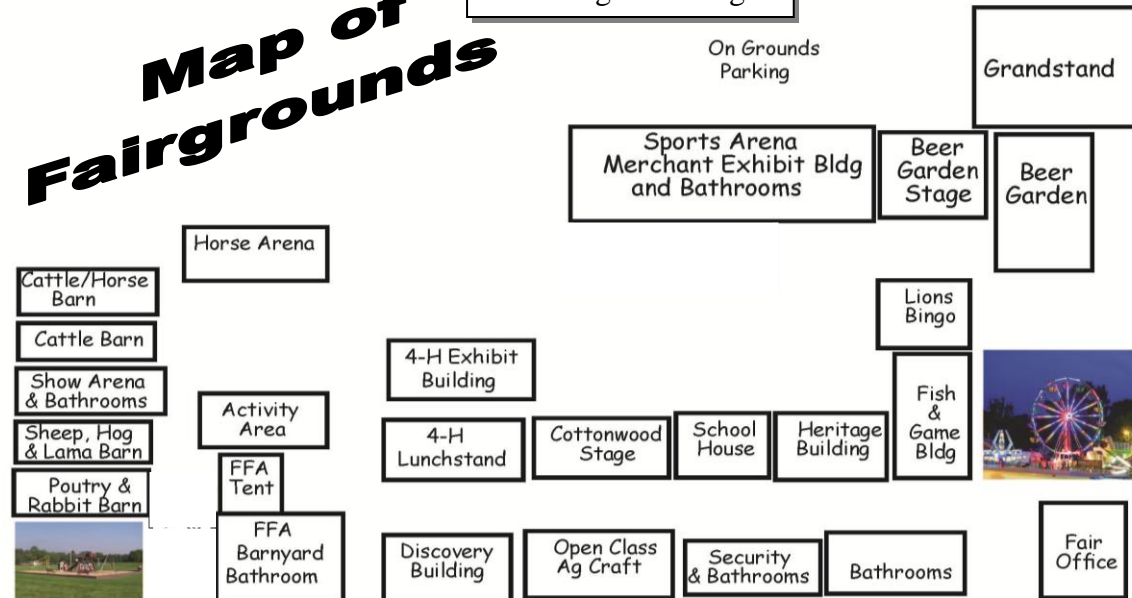 Map of
Fairgrounds
On Grounds
Parking
Grandstand
Sports Arena
Merchant Exhibit Bldg
and Bathrooms
Beer
Garden
Stage
Beer
Garden
Horse Arena
Cattle/Horse
Barn
Lions
Bingo
Cattle Barn
4-H Exhibit
Building
Show Arena
& Bathrooms
Fish
&
Game
Bldg
Activity
Area
Sheep, Hog
& Lama Barn
4-H
Lunchstand
Cottonwood
Stage
School
House
Heritage
Building
FFA
Tent
Poutry &
Rabbit Barn
FFA
Barnyard
Bathroom
Discovery
Building
Open Class
Ag Craft
Security
& Bathrooms
Bathrooms
Fair
Office